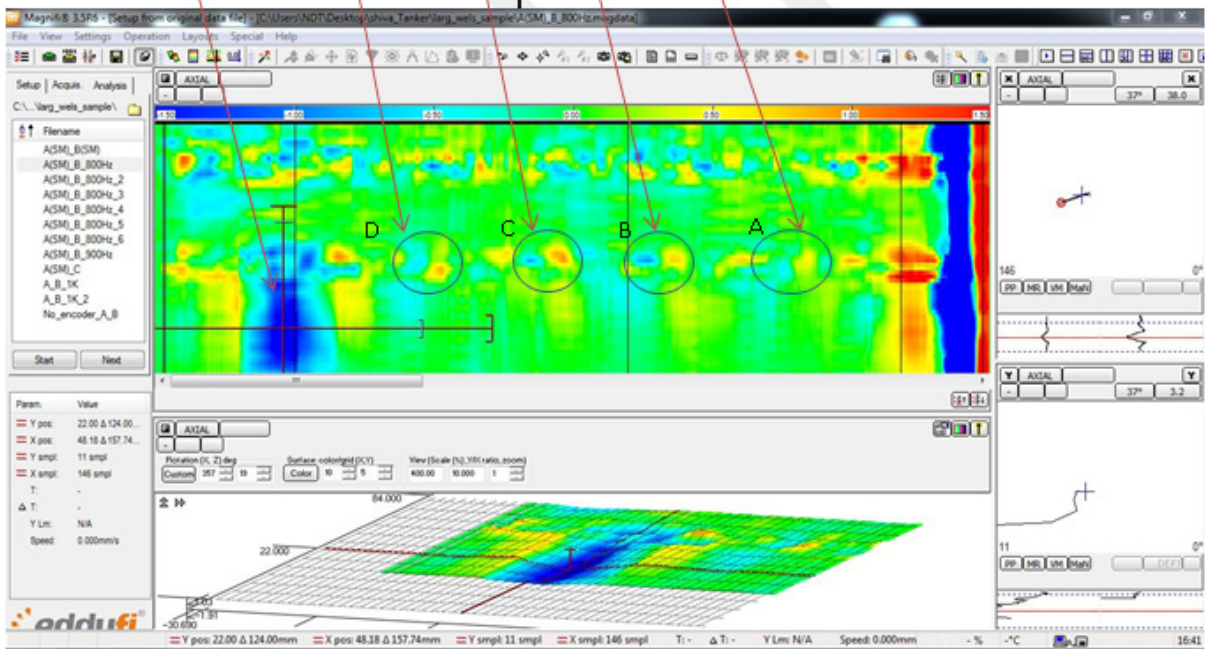 Magnifi® 3.5R6 - [Setup from original data file] - [C:\Users\NDT\Desktop\shiva_Tanker\larg_wels_sample\A(SM)_B_800Hz.magdata]
File View Settings Operation Layouts Special Help
Setup Acquis. Analysis
C:\...\larg_wels_sample\
Filename
A(SM)_B(SM)
A(SM)_B_800Hz
A(SM)_B_800Hz_2
A(SM)_B_800Hz_3
A(SM)_B_800Hz_4
A(SM)_B_800Hz_5
A(SM)_B_800Hz_6
A(SM)_B_900Hz
A(SM)_C
A_B_1K
A_B_1K_2
No_encoder_A_B
Start Next
Param. Value
Y pos: 22.00 Δ 124.00...
X pos: 48.18 Δ 157.74...
Y smpl: 11 smpl
X smpl: 146 smpl
T: -
Δ T: -
Y Lm: N/A
Speed: 0.000mm/s
eddyfi
AXIAL
-
-1.50 -1.00 -0.50 0.00 0.50 1.00 1.50
D C B A
AXIAL
-
Rotation (X, Z) deg Surface: color/grid (X,Y) View (Scale (%), Y/X ratio, zoom)
Custom 357 19 Color 10 5 400.00 10.000 1
84.000
22.000
-1.91
-30.690
X AXIAL X
- 37° 38.0
146 0°
PP MR VM MaN
Y AXIAL Y
- 37° 3.2
11 0°
PP MR VM MaN DEF1
Y pos: 22.00 Δ 124.00mm X pos: 48.18 Δ 157.74mm Y smpl: 11 smpl X smpl: 146 smpl T: - Δ T: - Y Lm: N/A Speed: 0.000mm - % -°C 16:41